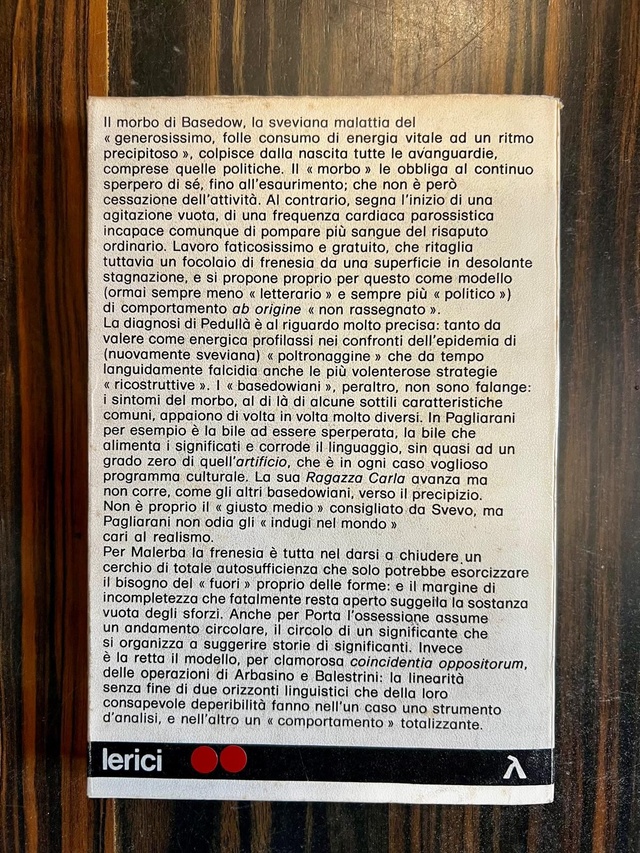 Il morbo di Basedow, la sveviana malattia del
« generosissimo, folle consumo di energia vitale ad un ritmo
precipitoso », colpisce dalla nascita tutte le avanguardie,
comprese quelle politiche. Il « morbo » le obbliga al continuo
sperpero di sé, fino all'esaurimento; che non è però
cessazione dell'attività. Al contrario, segna l'inizio di una
agitazione vuota, di una frequenza cardiaca parossistica
incapace comunque di pompare più sangue del risaputo
ordinario. Lavoro faticosissimo e gratuito, che ritaglia
tuttavia un focolaio di frenesia da una superficie in desolante
stagnazione, e si propone proprio per questo come modello
(ormai sempre meno « letterario » e sempre più « politico »)
di comportamento ab origine « non rassegnato ».
La diagnosi di Pedullà è al riguardo molto precisa: tanto da
valere come energica profilassi nei confronti dell'epidemia di
(nuovamente sveviana) « poltronaggine » che da tempo
languidamente falcidia anche le più volenterose strategie
« ricostruttive ». I « basedowiani », peraltro, non sono falange:
i sintomi del morbo, al di là di alcune sottili caratteristiche
comuni, appaiono di volta in volta molto diversi. In Pagliarani
per esempio è la bile ad essere sperperata, la bile che
alimenta i significati e corrode il linguaggio, sin quasi ad un
grado zero di quell'artificio, che è in ogni caso voglioso
programma culturale. La sua Ragazza Carla avanza ma
non corre, come gli altri basedowiani, verso il precipizio.
Non è proprio il « giusto medio » consigliato da Svevo, ma
Pagliarani non odia gli « indugi nel mondo »
cari al realismo.
Per Malerba la frenesia è tutta nel darsi a chiudere un
cerchio di totale autosufficienza che solo potrebbe esorcizzare
il bisogno del « fuori » proprio delle forme: e il margine di
incompletezza che fatalmente resta aperto suggella la sostanza
vuota degli sforzi. Anche per Porta l'ossessione assume
un andamento circolare, il circolo di un significante che
si organizza a suggerire storie di significanti. Invece
è la retta il modello, per clamorosa coincidentia oppositorum,
delle operazioni di Arbasino e Balestrini: la linearità
senza fine di due orizzonti linguistici che della loro
consapevole deperibilità fanno nell'un caso uno strumento
d'analisi, e nell'altro un « comportamento » totalizzante.
lerici
λ